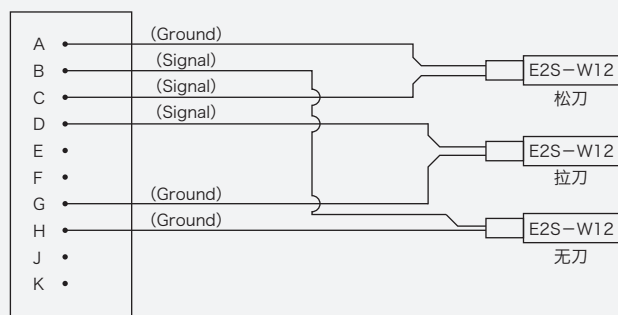 A (Ground)
B (Signal)
C (Signal)
D (Signal)
E
F
G (Ground)
H (Ground)
J
K
E2S-W12
松刀
E2S-W12
拉刀
E2S-W12
无刀